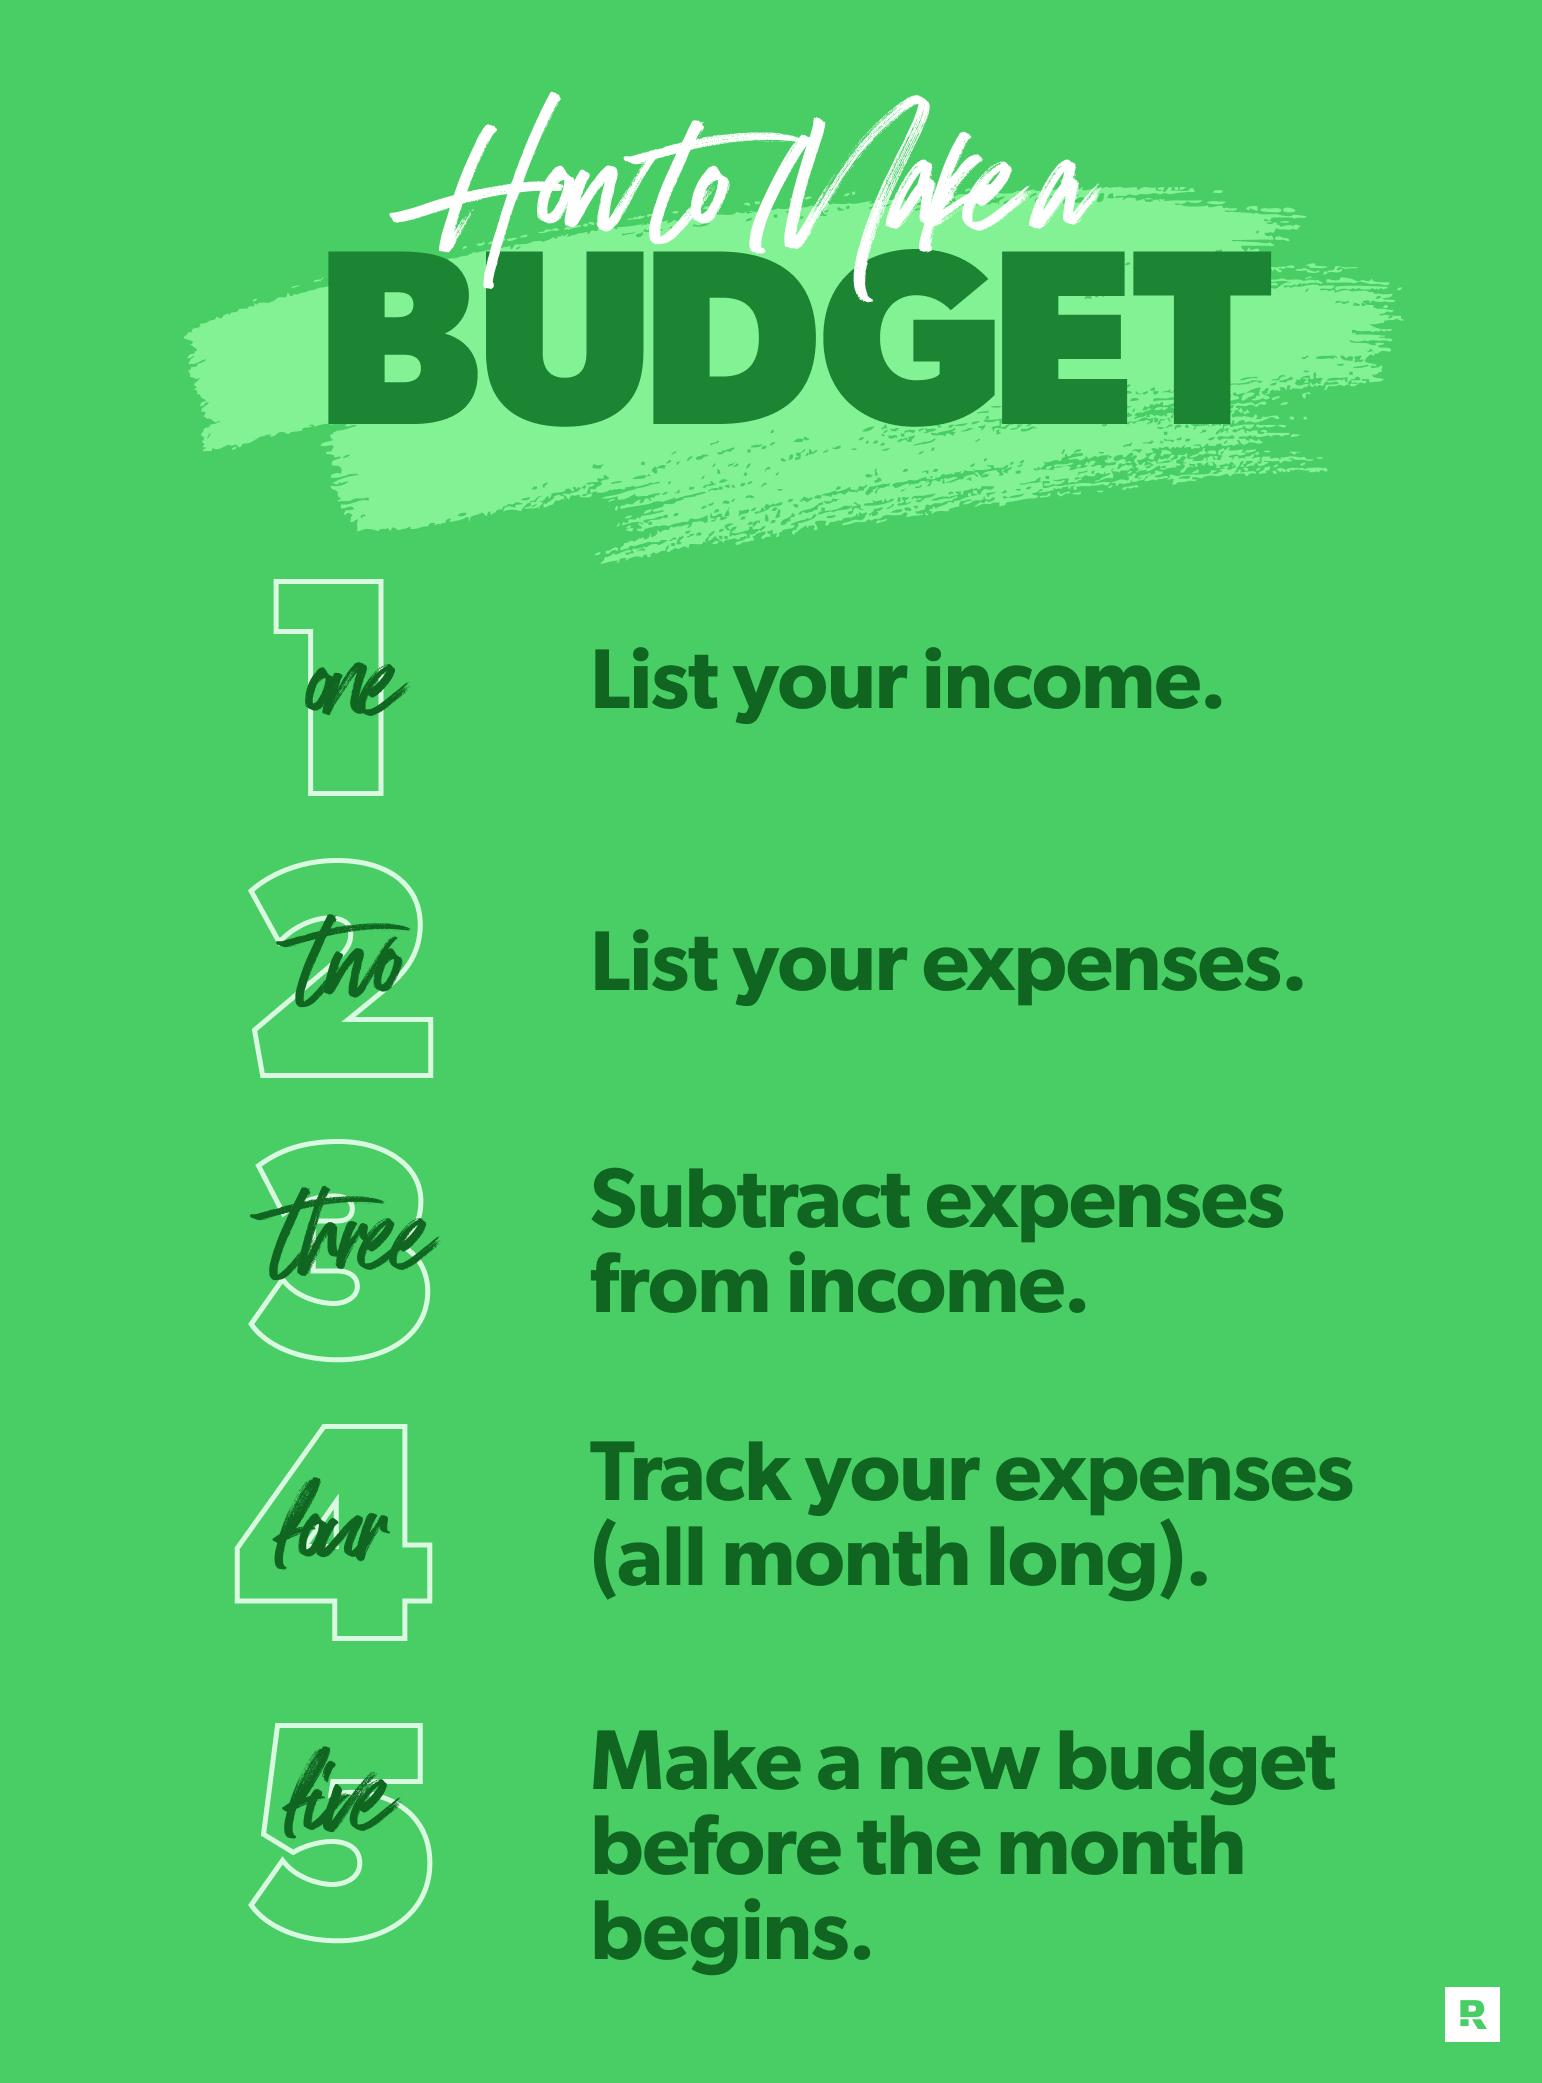 How to Make a
BUDGET
1
one
List your income.
2
two
List your expenses.
3
three
Subtract expenses
from income.
4
four
Track your expenses
(all month long).
5
five
Make a new budget
before the month
begins.
R